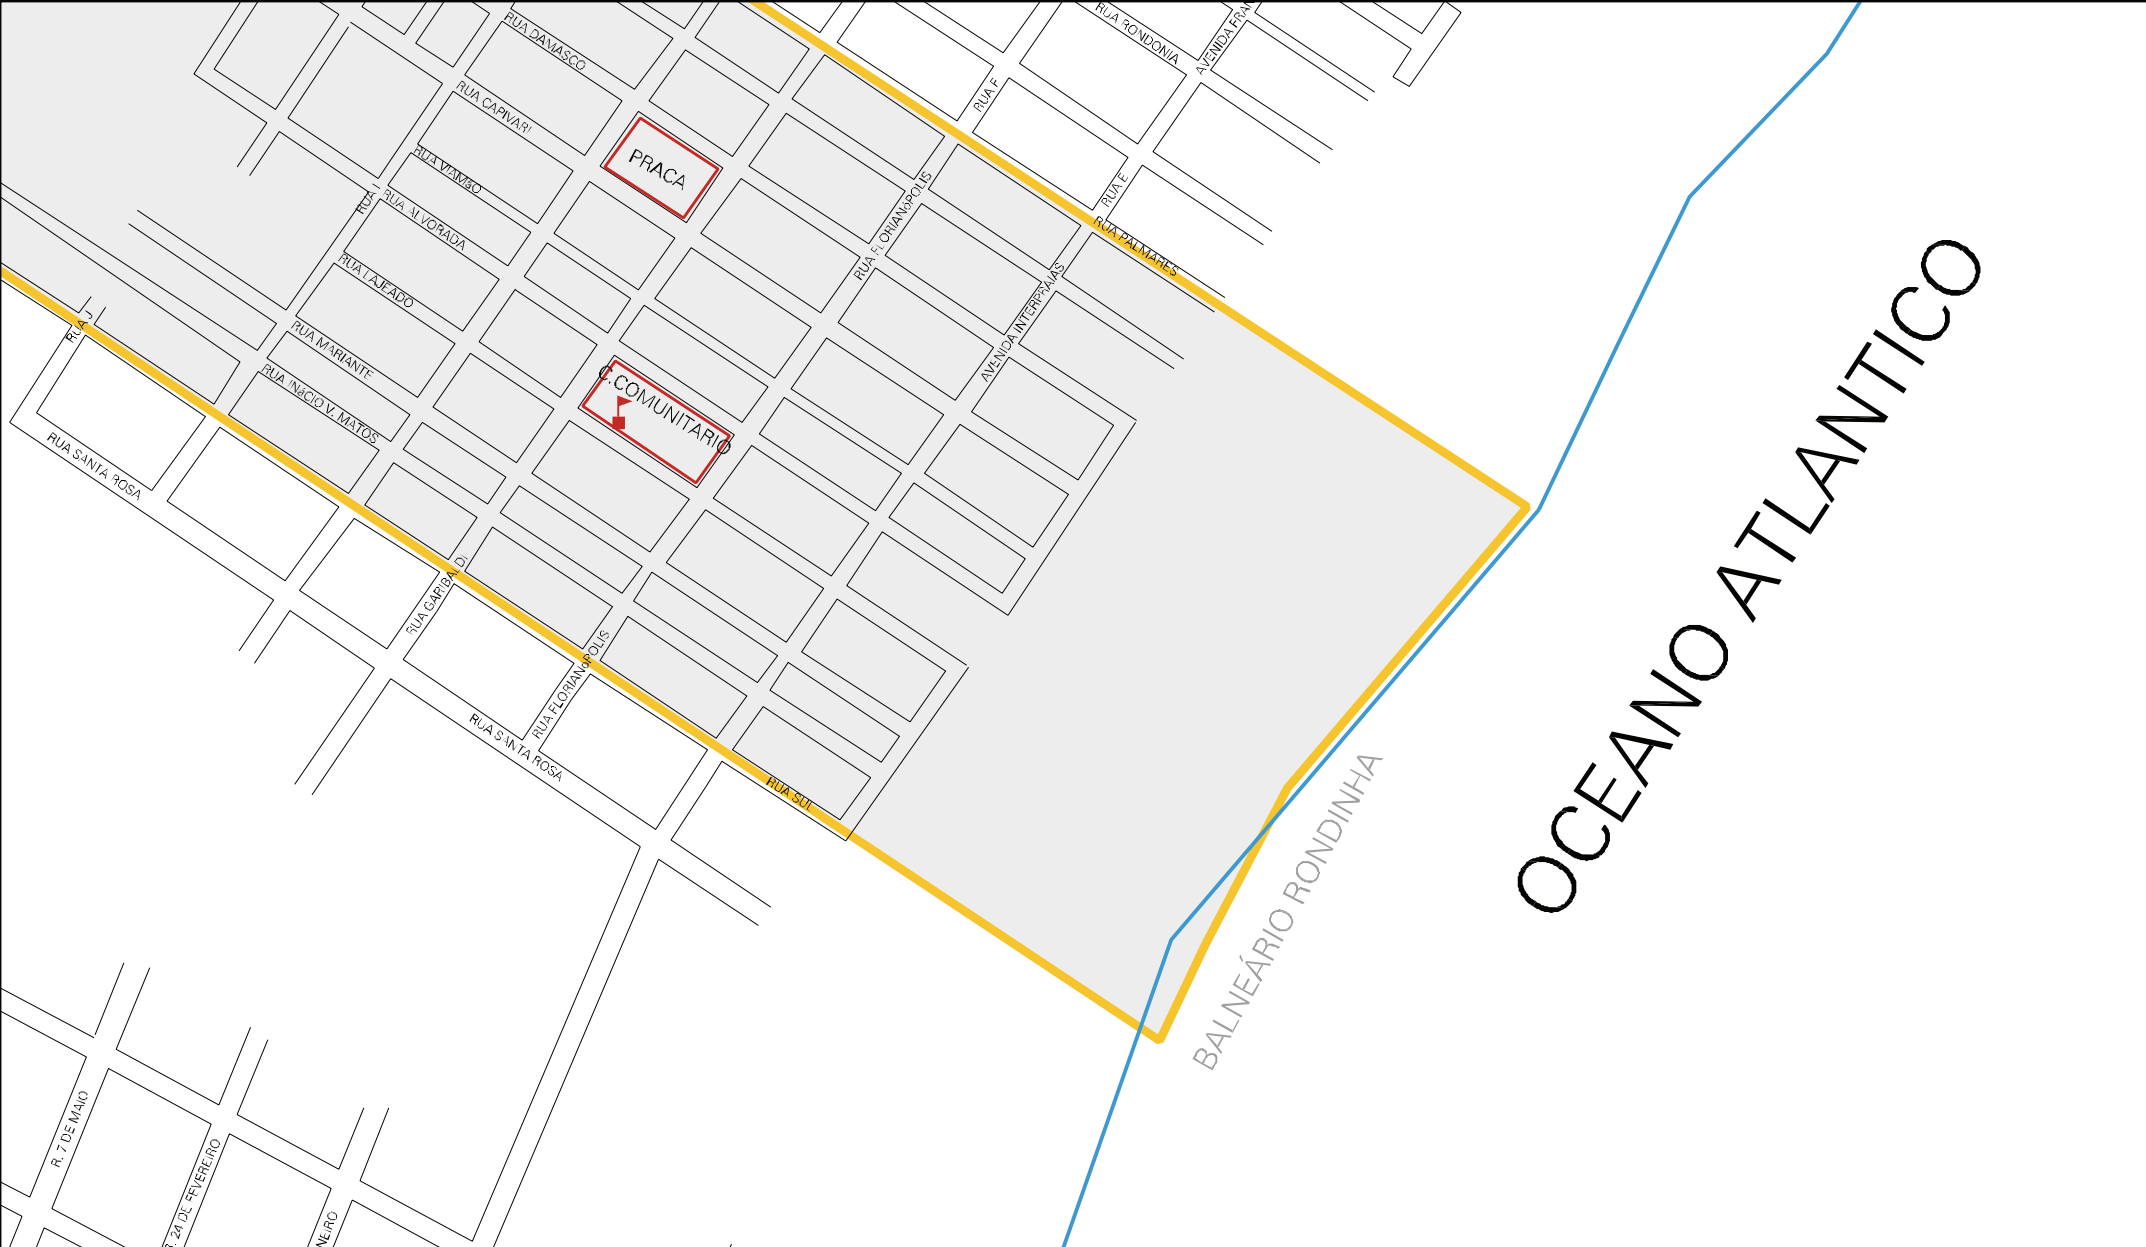 RUA DAMASCO
RUA RONDONIA
RUA CAPIVARI
RUA F
PRACA
RUA VIAMãO
RUA E
RUA ALVORADA
RUA FLORIANóPOLIS
RUA PALMARES
RUA LAJEADO
AVENIDA INTERPRAIAS
RUA J
RUA MARIANTE
C.COMUNITARIO
RUA INáCIO V. MATOS
RUA SANTA ROSA
OCEANO ATLANTICO
RUA GARIBALDI
RUA FLORIANóPOLIS
RUA SANTA ROSA
RUA SUL
BALNEÁRIO RONDINHA
R. 7 DE MAIO
R. 24 DE FEVEREIRO